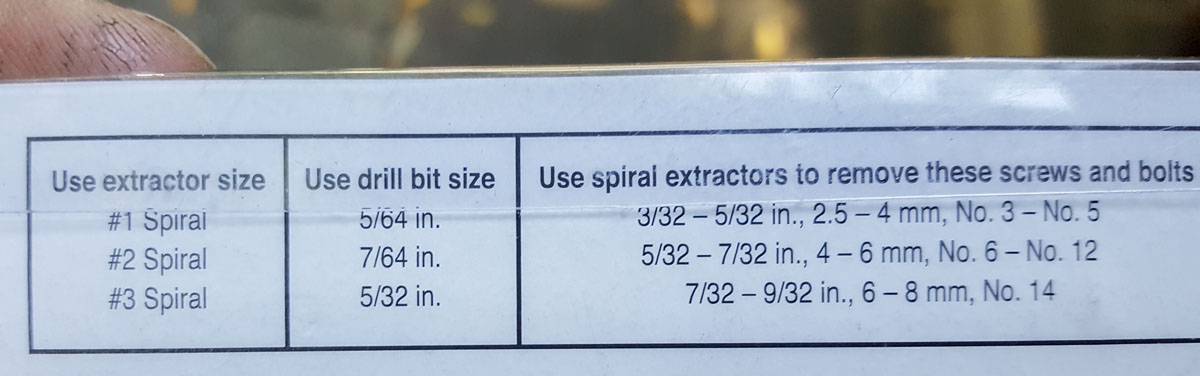 Use extractor size Use drill bit size Use spiral extractors to remove these screws and bolts
#1 Spiral 5/64 in. 3/32 – 5/32 in., 2.5 – 4 mm, No. 3 – No. 5
#2 Spiral 7/64 in. 5/32 – 7/32 in., 4 – 6 mm, No. 6 – No. 12
#3 Spiral 5/32 in. 7/32 – 9/32 in., 6 – 8 mm, No. 14